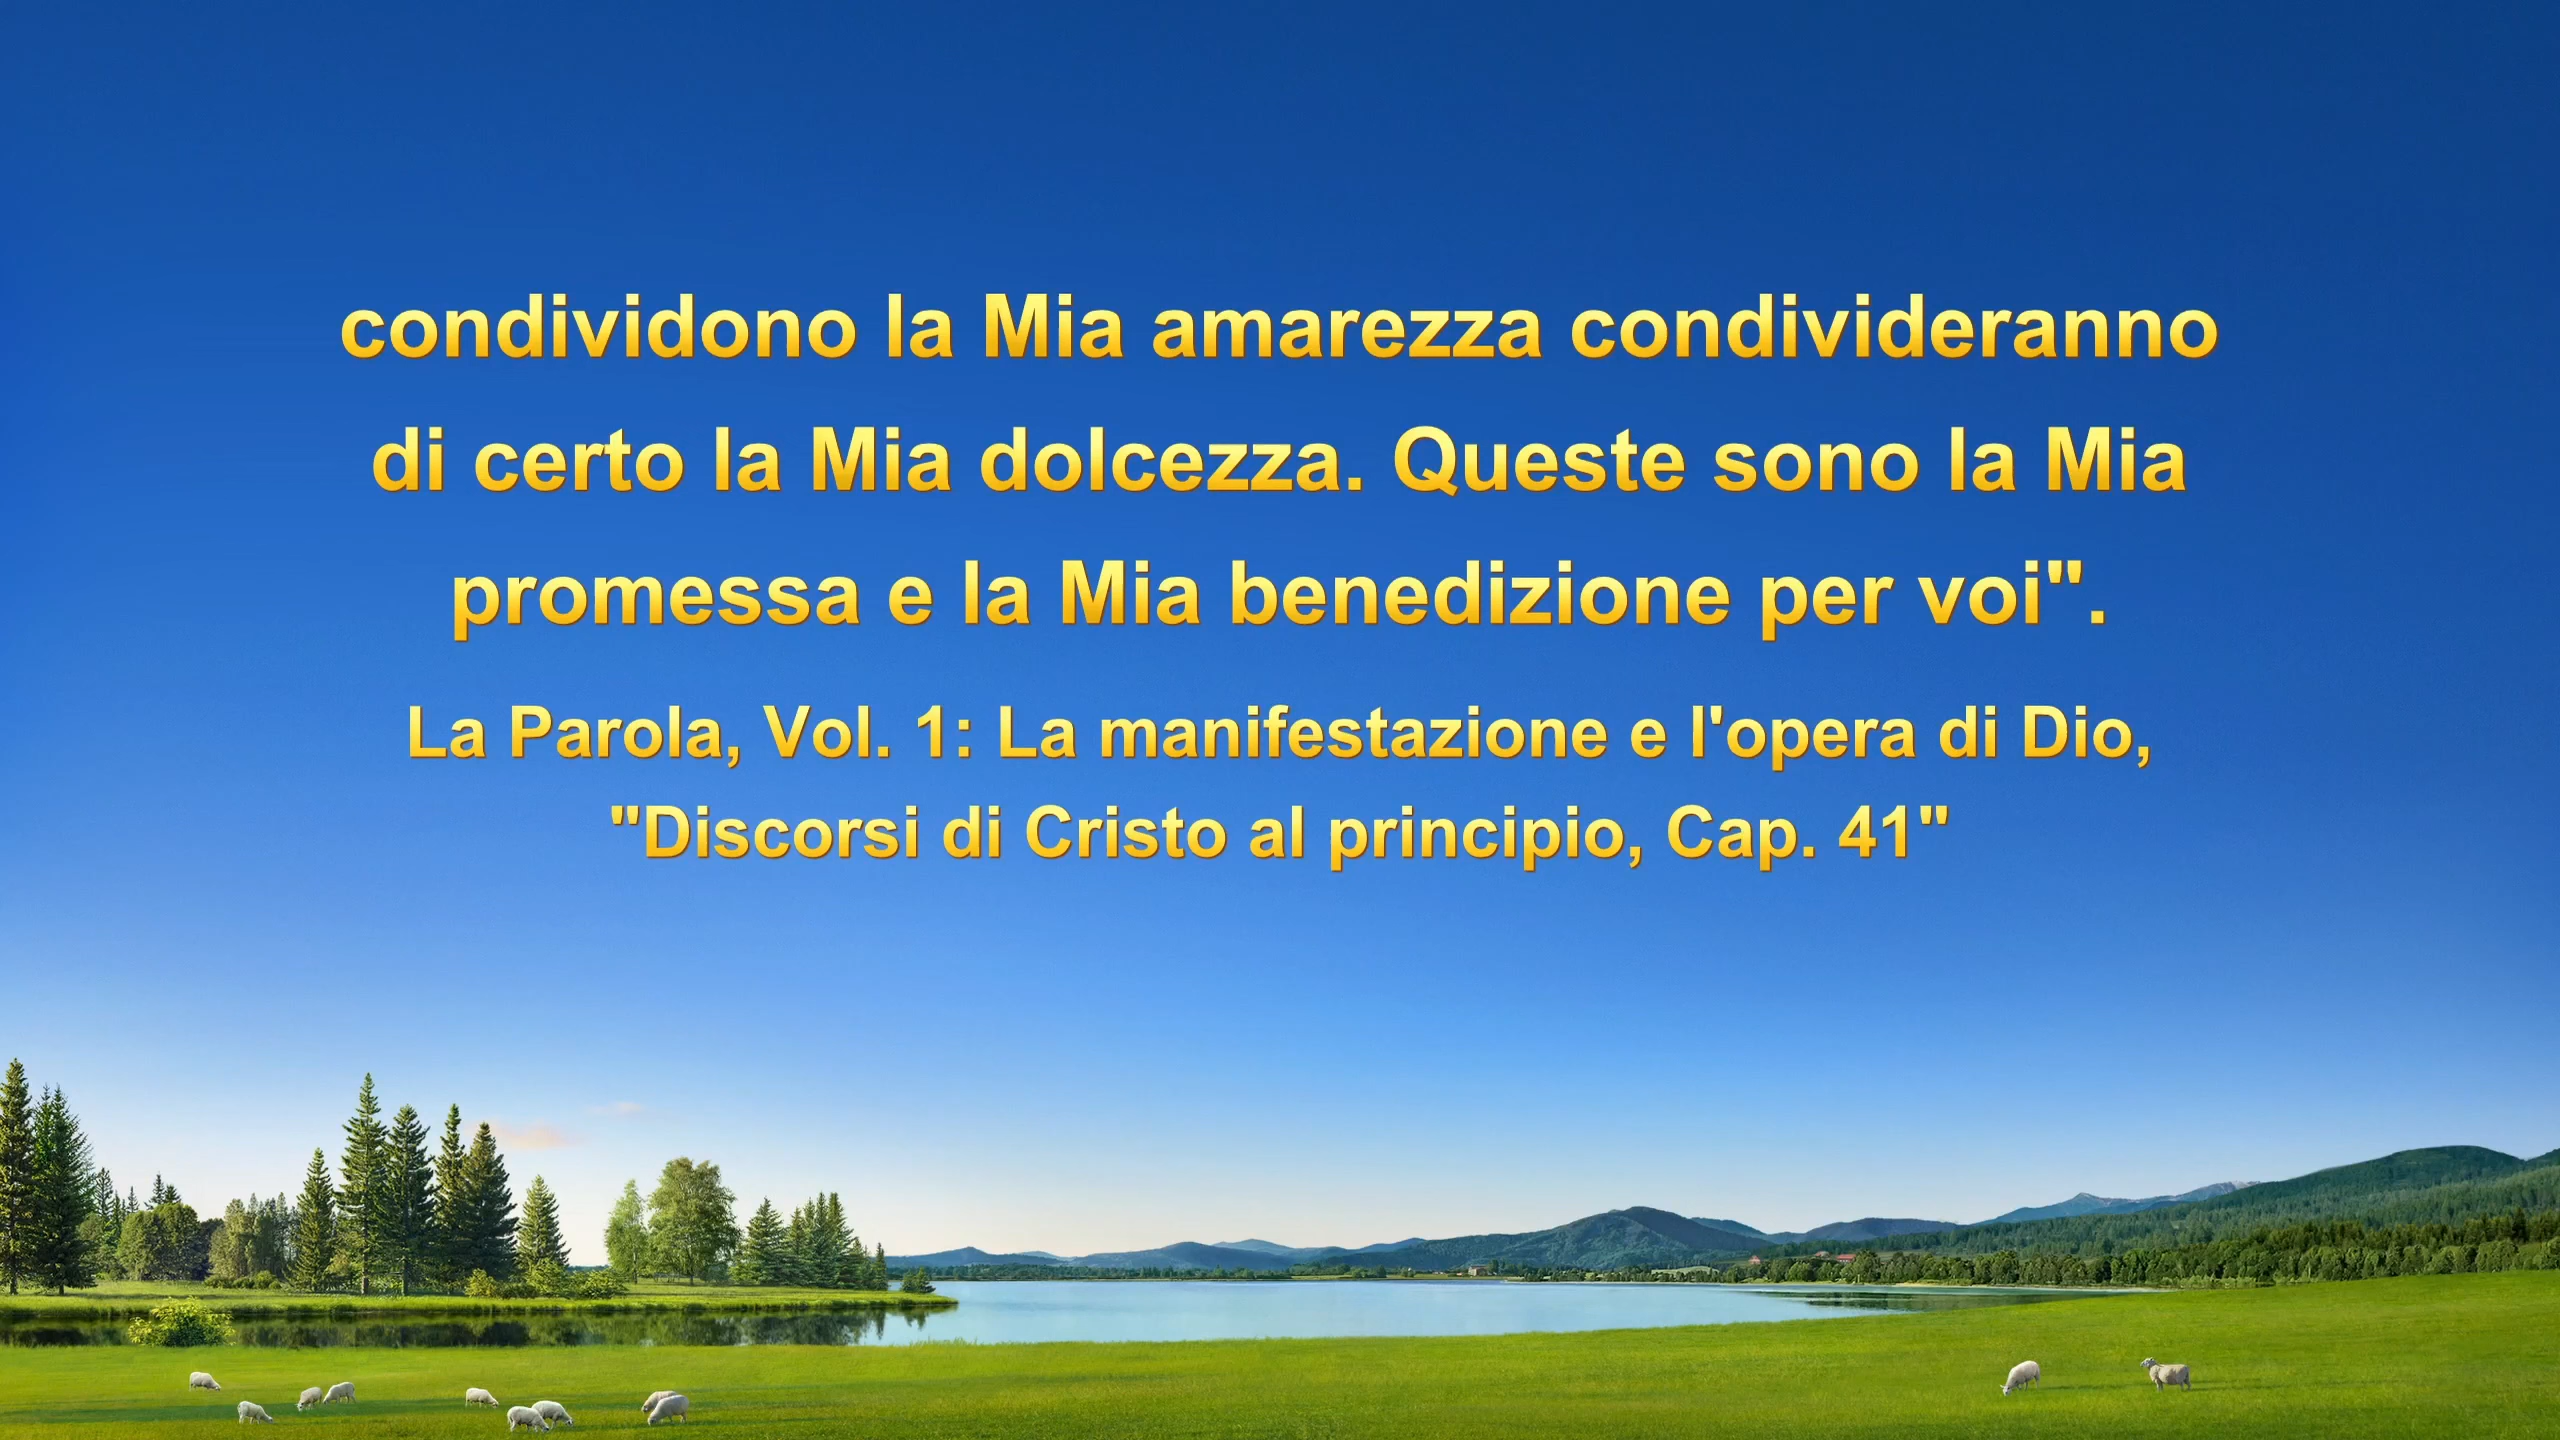 condividono la Mia amarezza condivideranno
di certo la Mia dolcezza. Queste sono la Mia
promessa e la Mia benedizione per voi".
La Parola, Vol. 1: La manifestazione e l'opera di Dio,
"Discorsi di Cristo al principio, Cap. 41"